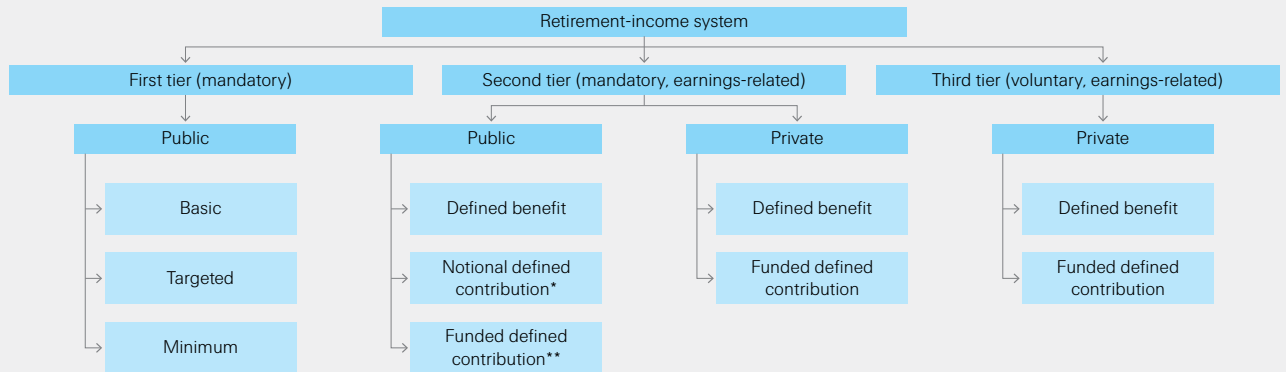 Retirement-income system
First tier (mandatory)
Second tier (mandatory, earnings-related)
Third tier (voluntary, earnings-related)
Public
Public
Private
Private
Basic
Defined benefit
Defined benefit
Defined benefit
Targeted
Notional defined
contribution*
Funded defined
contribution
Funded defined
contribution
Minimum
Funded defined
contribution**